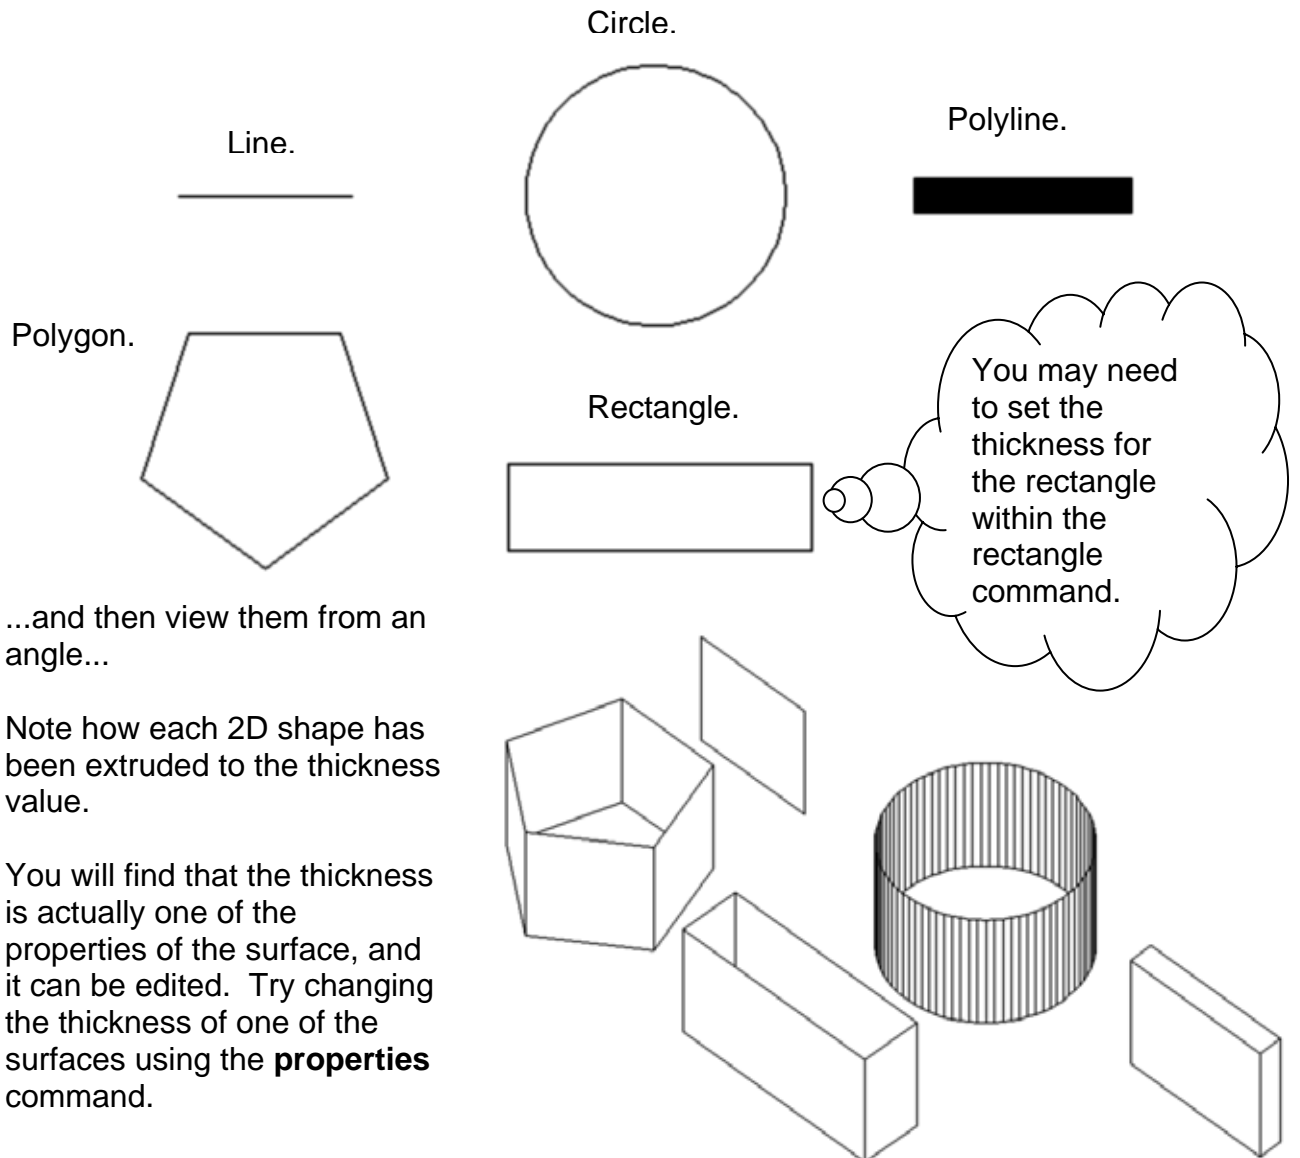 Circle.
Line.
Polyline.
Polygon.
Rectangle.
You may need
to set the
thickness for
the rectangle
within the
rectangle
command.
...and then view them from an
angle...
Note how each 2D shape has
been extruded to the thickness
value.
You will find that the thickness
is actually one of the
properties of the surface, and
it can be edited.  Try changing
the thickness of one of the
surfaces using the properties
command.